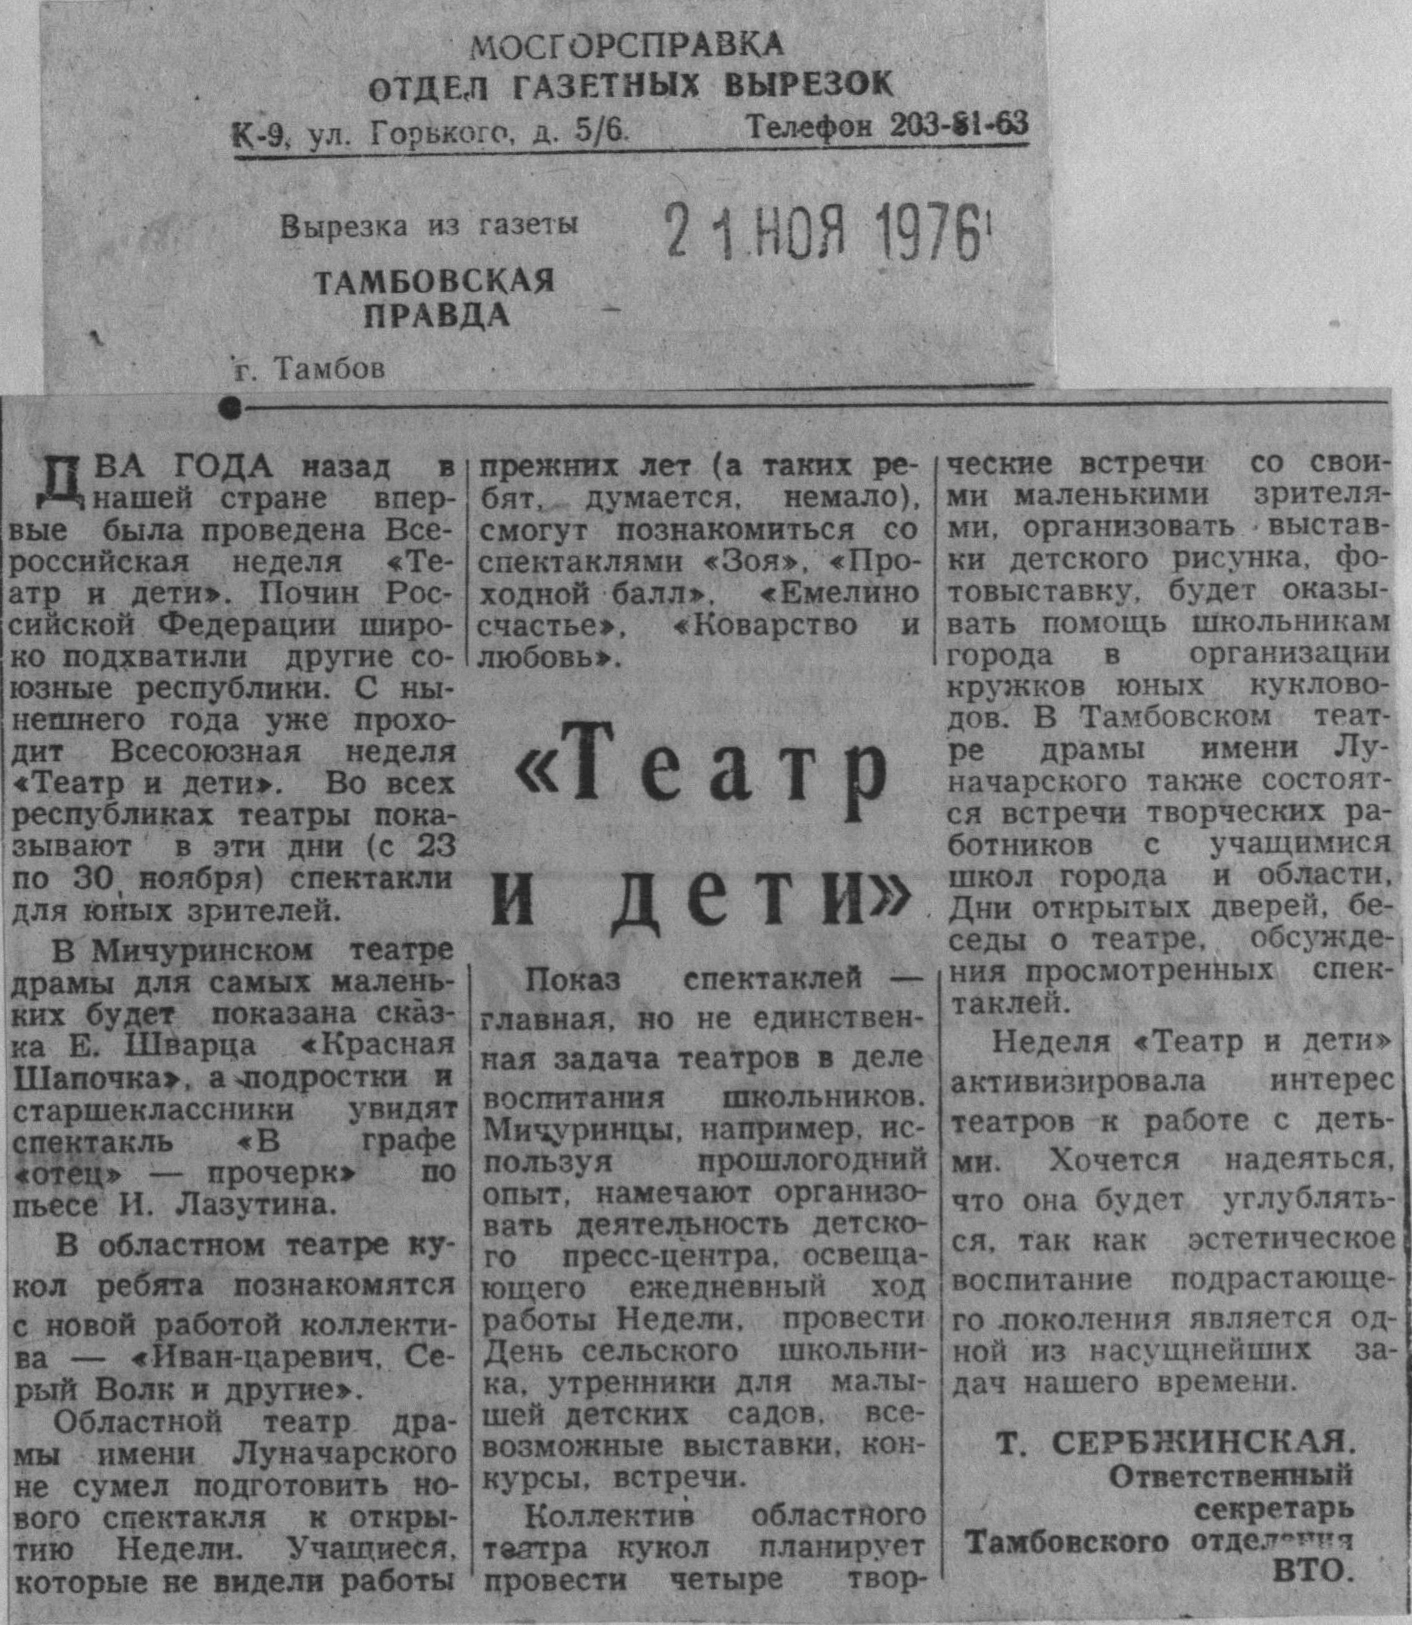 МОСГОРСПРАВКА
ОТДЕЛ ГАЗЕТНЫХ ВЫРЕЗОК
К-9, ул. Горького, д. 5/6. Телефон 203-81-63
Вырезка из газеты
21 НОЯ 1976
ТАМБОВСКАЯ
ПРАВДА
г. Тамбов
ДВА ГОДА назад в
нашей стране впер-
вые была проведена Все-
российская неделя «Те-
атр и дети». Почин Рос-
сийской Федерации широ-
ко подхватили другие со-
юзные республики. С ны-
нешнего года уже прохо-
дит Всесоюзная неделя
«Театр и дети». Во всех
республиках театры пока-
зывают в эти дни (с 23
по 30 ноября) спектакли
для юных зрителей.
В Мичуринском театре
драмы для самых малень-
ких будет показана сказ-
ка Е. Шварца «Красная
Шапочка», а подростки и
старшеклассники увидят
спектакль «В графе
«отец» — прочерк» по
пьесе И. Лазутина.
В областном театре ку-
кол ребята познакомятся
с новой работой коллекти-
ва — «Иван-царевич, Се-
рый Волк и другие».
Областной театр дра-
мы имени Луначарского
не сумел подготовить но-
вого спектакля к откры-
тию Недели. Учащиеся,
которые не видели работы
прежних лет (а таких ре-
бят, думается, немало),
смогут познакомиться со
спектаклями «Зоя», «Про-
ходной балл», «Емелино
счастье», «Коварство и
любовь».
«Театр
и дети»
Показ спектаклей —
главная, но не единствен-
ная задача театров в деле
воспитания школьников.
Мичуринцы, например, ис-
пользуя прошлогодний
опыт, намечают организо-
вать деятельность детско-
го пресс-центра, освеща-
ющего ежедневный ход
работы Недели, провести
День сельского школьни-
ка, утренники для малы-
шей детских садов, все-
возможные выставки, кон-
курсы, встречи.
Коллектив областного
театра кукол планирует
провести четыре твор-
ческие встречи со свои-
ми маленькими зрителя-
ми, организовать выстав-
ки детского рисунка, фо-
товыставку, будет оказы-
вать помощь школьникам
города в организации
кружков юных кукловo-
дов. В Тамбовском теат-
ре драмы имени Лу-
начарского также состоят-
ся встречи творческих ра-
ботников с учащимися
школ города и области,
Дни открытых дверей, бе-
седы о театре, обсужде-
ния просмотренных спек-
таклей.
Неделя «Театр и дети»
активизировала интерес
театров к работе с деть-
ми. Хочется надеяться,
что она будет углублять-
ся, так как эстетическое
воспитание подрастающе-
го поколения является од-
ной из насущнейших за-
дач нашего времени.
Т. СЕРБЖИНСКАЯ.
Ответственный
секретарь
Тамбовского отделения
ВТО.